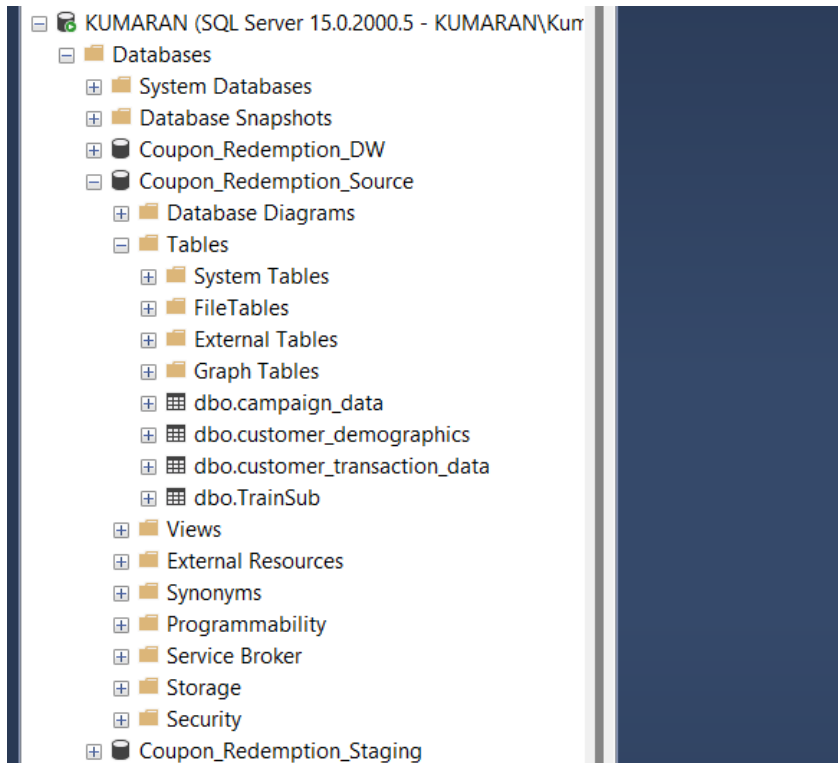 KUMARAN (SQL Server 15.0.2000.5 - KUMARAN\Kum
Databases
System Databases
Database Snapshots
Coupon_Redemption_DW
Coupon_Redemption_Source
Database Diagrams
Tables
System Tables
FileTables
External Tables
Graph Tables
dbo.campaign_data
dbo.customer_demographics
dbo.customer_transaction_data
dbo.TrainSub
Views
External Resources
Synonyms
Programmability
Service Broker
Storage
Security
Coupon_Redemption_Staging